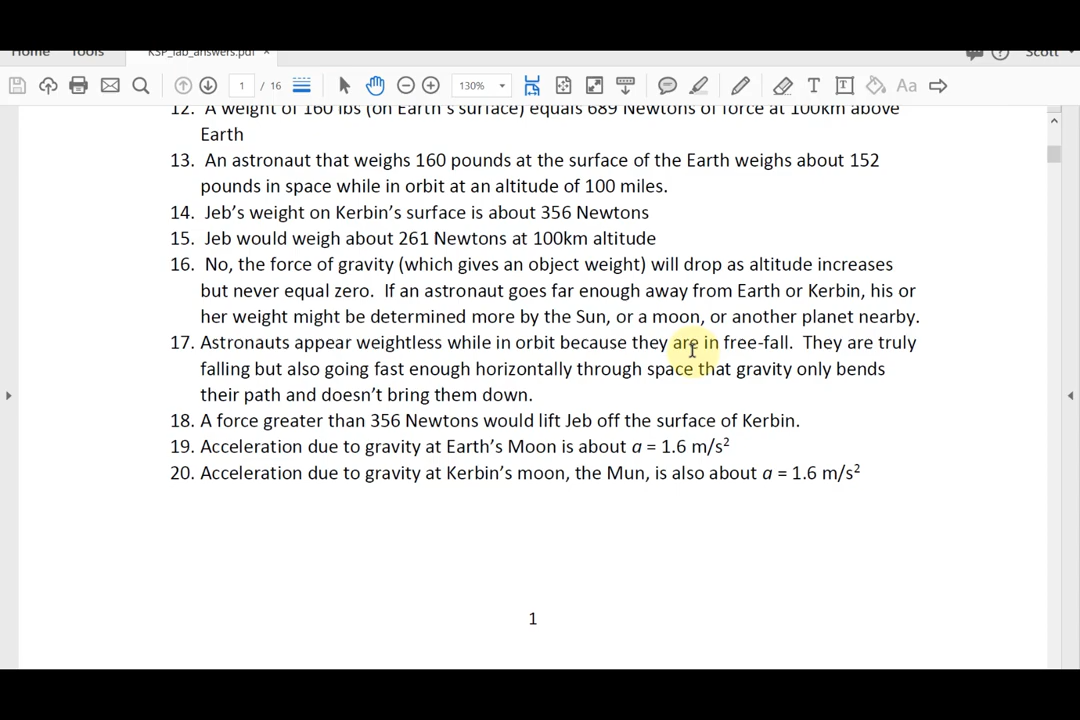 Home Tools KSP_lab_answers.pdf × Scott
1 / 16 130% T T Aa
12. A weight of 160 lbs (on Earth's surface) equals 689 Newtons of force at 100km above
Earth
13. An astronaut that weighs 160 pounds at the surface of the Earth weighs about 152
pounds in space while in orbit at an altitude of 100 miles.
14. Jeb's weight on Kerbin's surface is about 356 Newtons
15. Jeb would weigh about 261 Newtons at 100km altitude
16. No, the force of gravity (which gives an object weight) will drop as altitude increases
but never equal zero. If an astronaut goes far enough away from Earth or Kerbin, his or
her weight might be determined more by the Sun, or a moon, or another planet nearby.
17. Astronauts appear weightless while in orbit because they are in free-fall. They are truly
falling but also going fast enough horizontally through space that gravity only bends
their path and doesn't bring them down.
18. A force greater than 356 Newtons would lift Jeb off the surface of Kerbin.
19. Acceleration due to gravity at Earth's Moon is about a = 1.6 m/s²
20. Acceleration due to gravity at Kerbin's moon, the Mun, is also about a = 1.6 m/s²
1